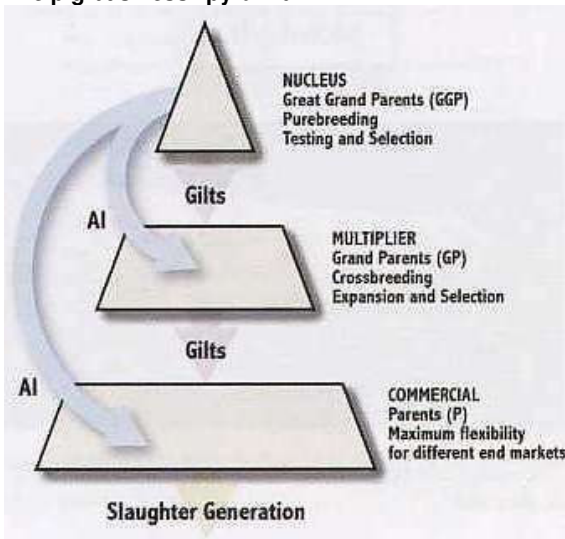 NUCLEUS
Great Grand Parents (GGP)
Purebreeding
Testing and Selection
Gilts
AI
MULTIPLIER
Grand Parents (GP)
Crossbreeding
Expansion and Selection
Gilts
AI
COMMERCIAL
Parents (P)
Maximum flexibility
for different end markets
Slaughter Generation